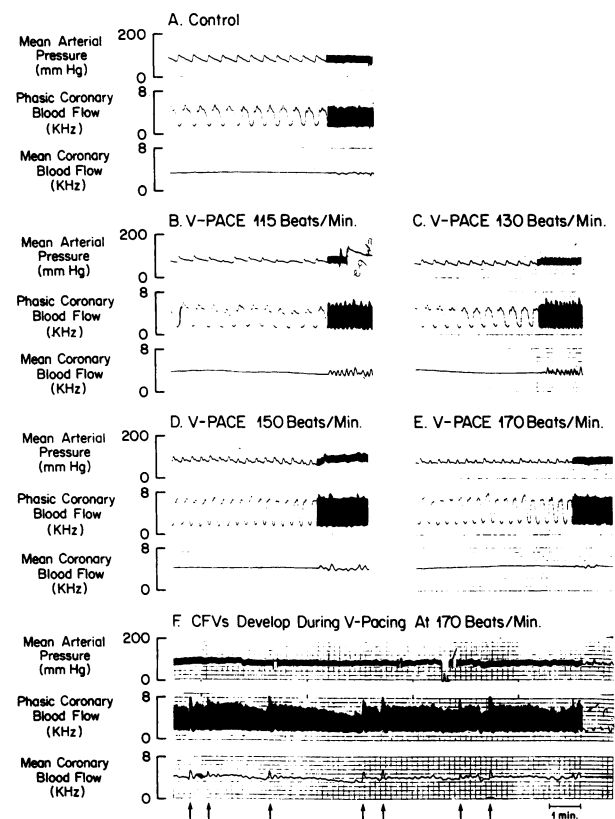 A. Control
Mean Arterial
Pressure
(mm Hg)
200
0
Phasic Coronary
Blood Flow
(KHz)
8
0
Mean Coronary
Blood Flow
(KHz)
8
0
B. V-PACE 115 Beats/Min.
C. V-PACE 130 Beats/Min.
Mean Arterial
Pressure
(mm Hg)
200
0
Phasic Coronary
Blood Flow
(KHz)
8
0
Mean Coronary
Blood Flow
(KHz)
8
0
D. V-PACE 150 Beats/Min.
E. V-PACE 170 Beats/Min.
Mean Arterial
Pressure
(mm Hg)
200
0
Phasic Coronary
Blood Flow
(KHz)
8
0
Mean Coronary
Blood Flow
(KHz)
8
0
F. CFVs Develop During V-Pacing At 170 Beats/Min.
Mean Arterial
Pressure
(mm Hg)
200
0
Phasic Coronary
Blood Flow
(KHz)
8
0
Mean Coronary
Blood Flow
(KHz)
8
0
1 min.